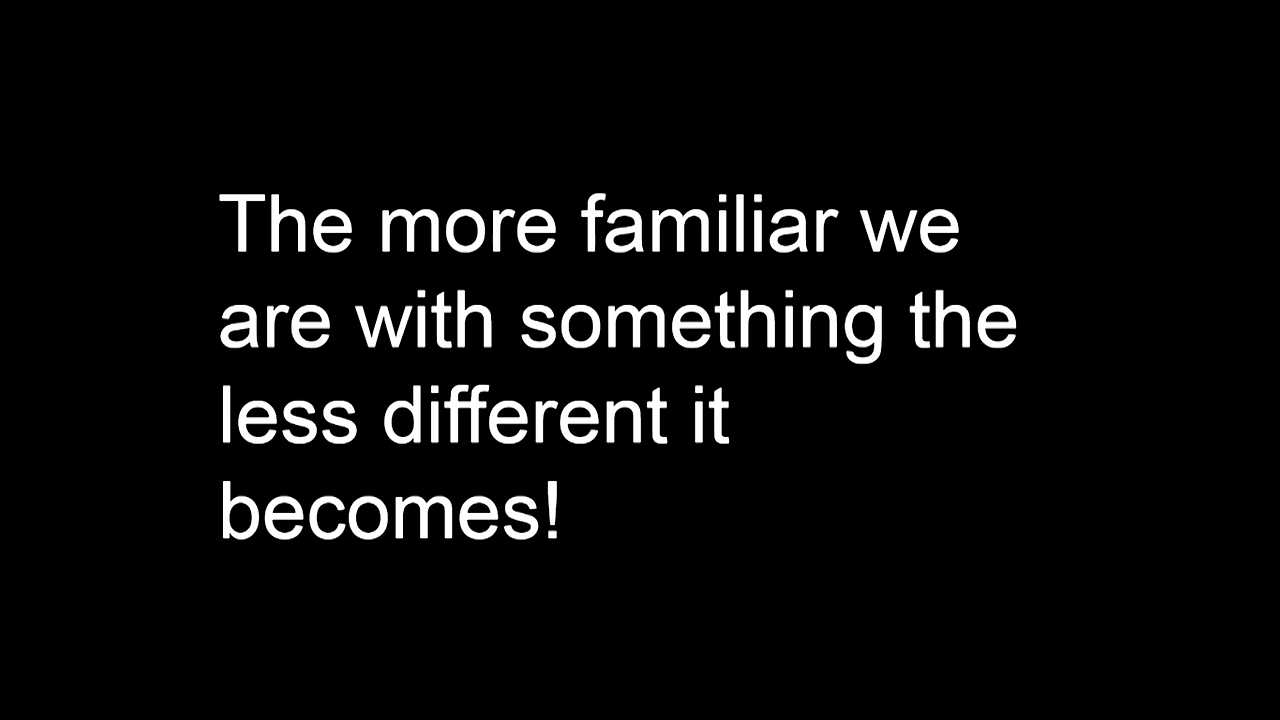 The more familiar we
are with something the
less different it
becomes!